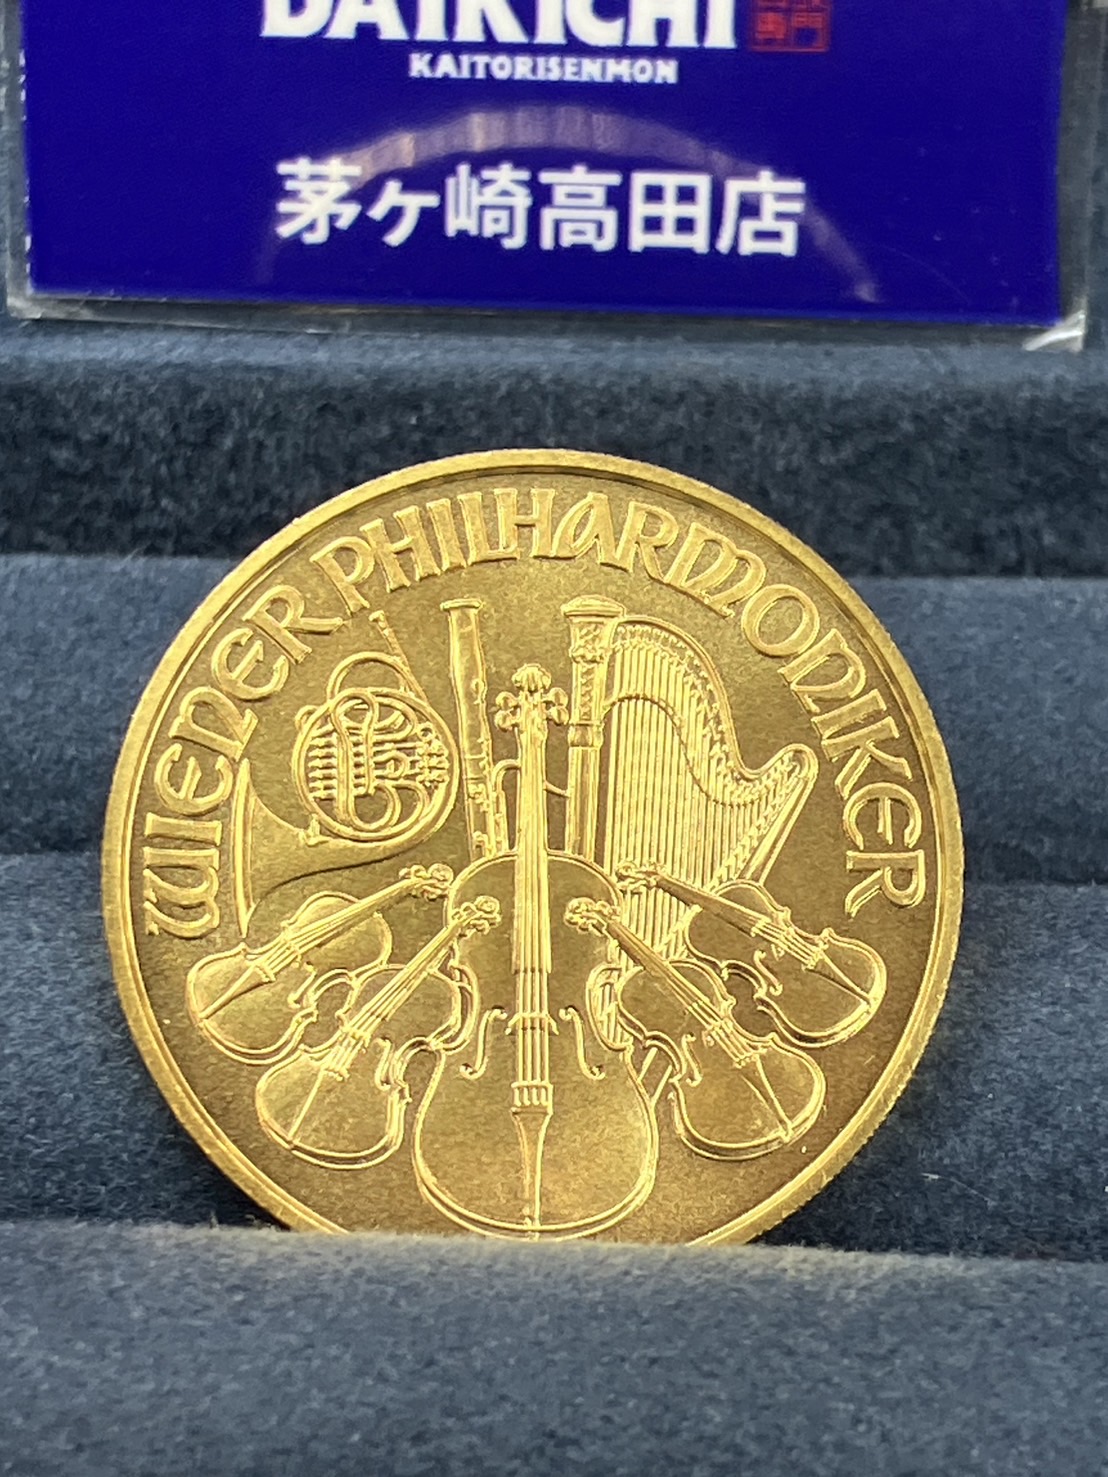 DAIKICHI
KAITORISENMON
茅ヶ崎高田店
WIENER PHILHARMONIKER